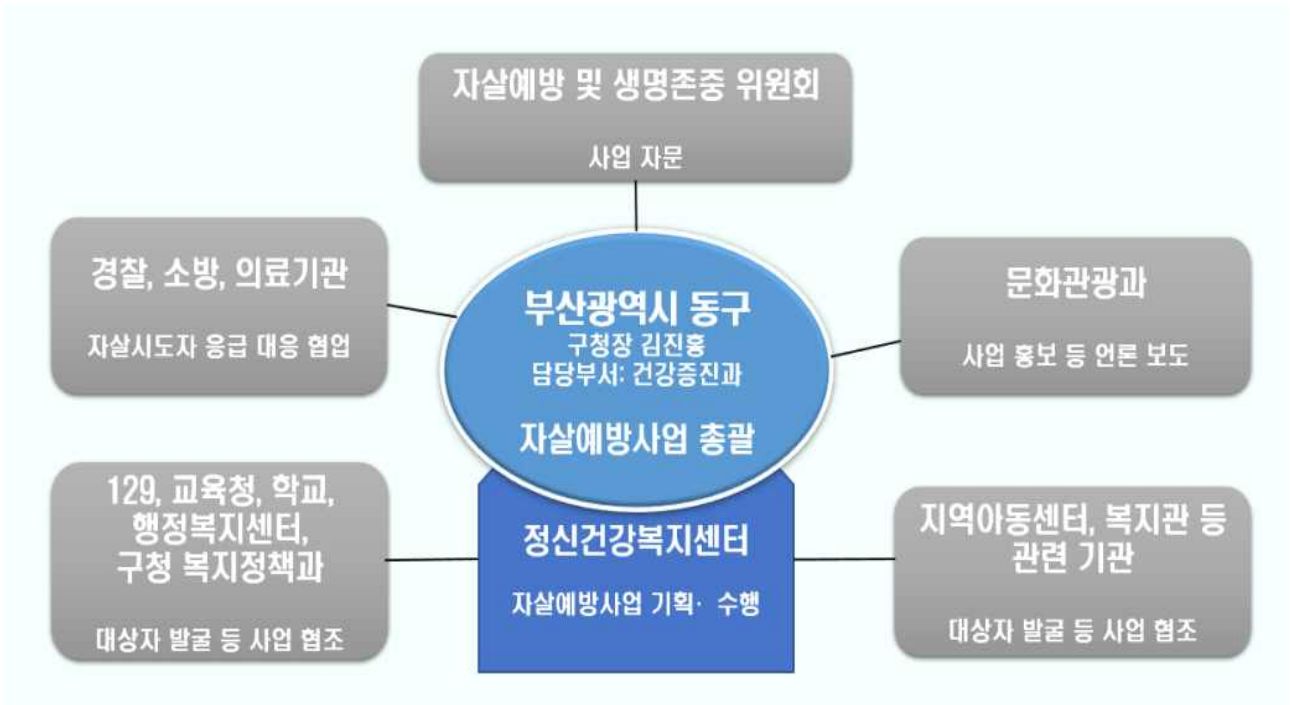 자살예방 및 생명존중 위원회
사업 자문
경찰, 소방, 의료기관
자살시도자 응급 대응 협업
부산광역시 동구
구청장 김진홍
담당부서: 건강증진과
자살예방사업 총괄
문화관광과
사업 홍보 등 언론 보도
129, 교육청, 학교,
행정복지센터,
구청 복지정책과
대상자 발굴 등 사업 협조
정신건강복지센터
자살예방사업 기획· 수행
지역아동센터, 복지관 등
관련 기관
대상자 발굴 등 사업 협조